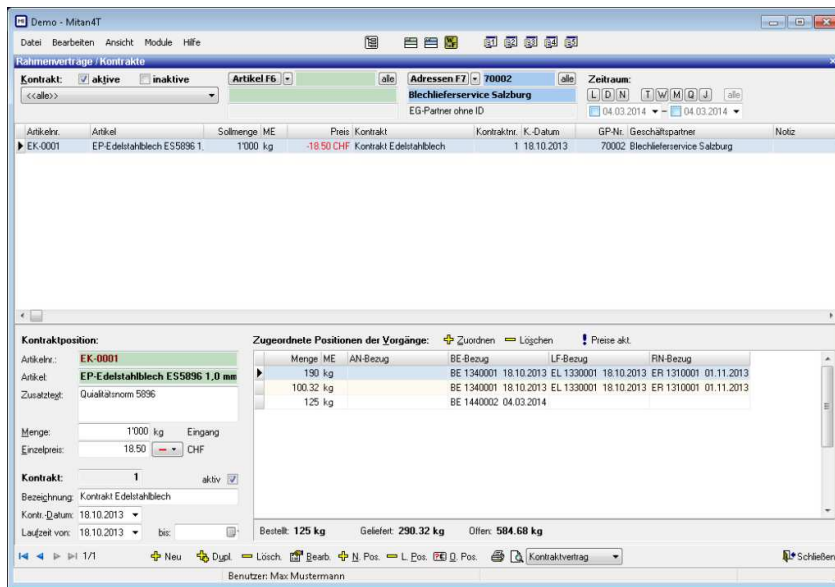 Demo - Mitan4T
Datei Bearbeiten Ansicht Module Hilfe
Rahmenverträge / Kontrakte
Kontrakt: aktive inaktive Artikel F6 alle Adressen F7 70002 alle Zeitraum:
<<alle>> Blechlieferservice Salzburg L D N T W M Q J alle
EG-Partner ohne ID 04.03.2014 – 04.03.2014
Artikelnr. Artikel Sollmenge ME Preis Kontrakt Kontraktnr. K.-Datum GP-Nr. Geschäftspartner Notiz
EK-0001 EP-Edelstahlblech ES5896 1, 1'000 kg -18.50 CHF Kontrakt Edelstahlblech 1 18.10.2013 70002 Blechlieferservice Salzburg
Kontraktposition: Zugeordnete Positionen der Vorgänge: Zuordnen Löschen Preise akt.
Artikelnr.: EK-0001 Menge ME AN-Bezug BE-Bezug LF-Bezug RN-Bezug
Artikel: EP-Edelstahlblech ES5896 1,0 mm 190 kg BE 1340001 18.10.2013 EL 1330001 18.10.2013 ER 1310001 01.11.2013
Zusatztext: Quialitätsnorm 5896 100.32 kg BE 1340001 18.10.2013 EL 1330001 18.10.2013 ER 1310001 01.11.2013
125 kg BE 1440002 04.03.2014
Menge: 1'000 kg Eingang
Einzelpreis: 18.50 CHF
Kontrakt: 1 aktiv
Bezeichnung: Kontrakt Edelstahlblech
Kontr.-Datum: 18.10.2013
Laufzeit von: 18.10.2013 bis: Bestellt: 125 kg Geliefert: 290.32 kg Offen: 584.68 kg
1/1 Neu Dupl. Lösch. Bearb. N. Pos. L. Pos. D. Pos. Kontraktvertrag Schließen
Benutzer: Max Mustermann